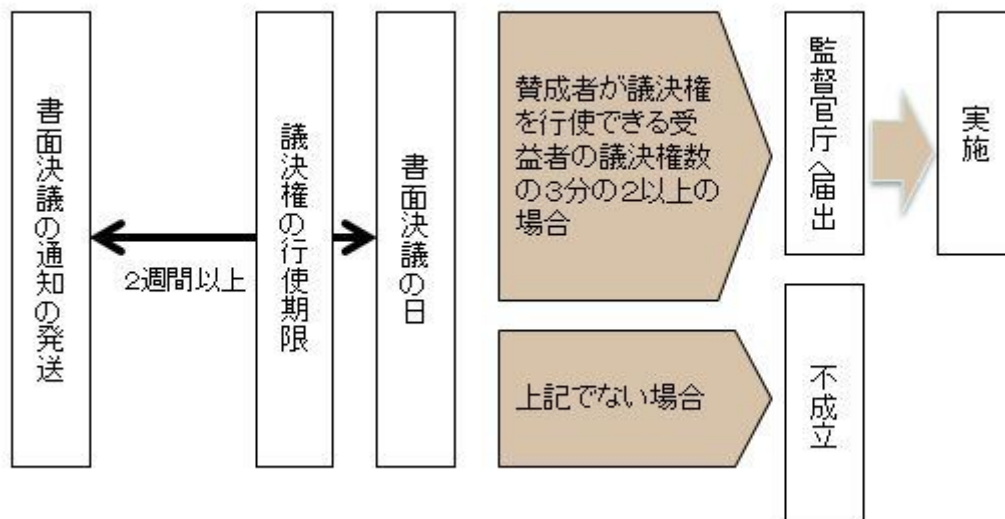 書面決議の通知の発送
2週間以上
議決権の行使期限
書面決議の日
賛成者が議決権
を行使できる受
益者の議決権数
の3分の2以上の
場合
監督官庁へ届出
実施
上記でない場合
不成立